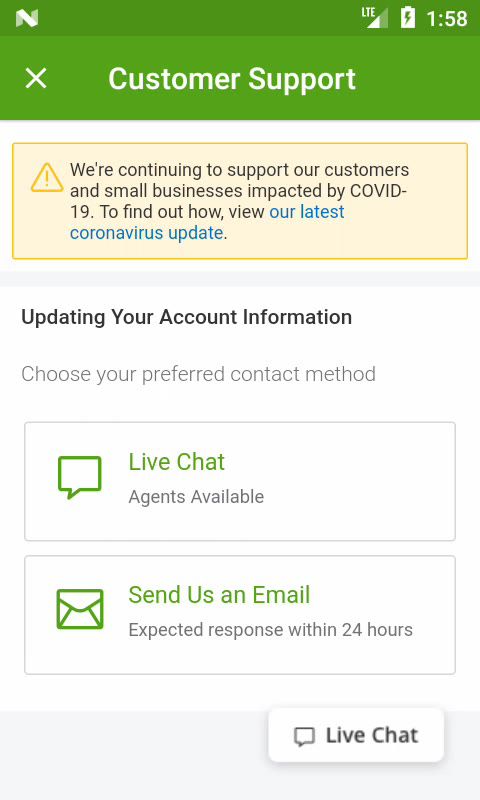 LTE 1:58
Customer Support
We're continuing to support our customers
and small businesses impacted by COVID-
19. To find out how, view our latest
coronavirus update.
Updating Your Account Information
Choose your preferred contact method
Live Chat
Agents Available
Send Us an Email
Expected response within 24 hours
Live Chat